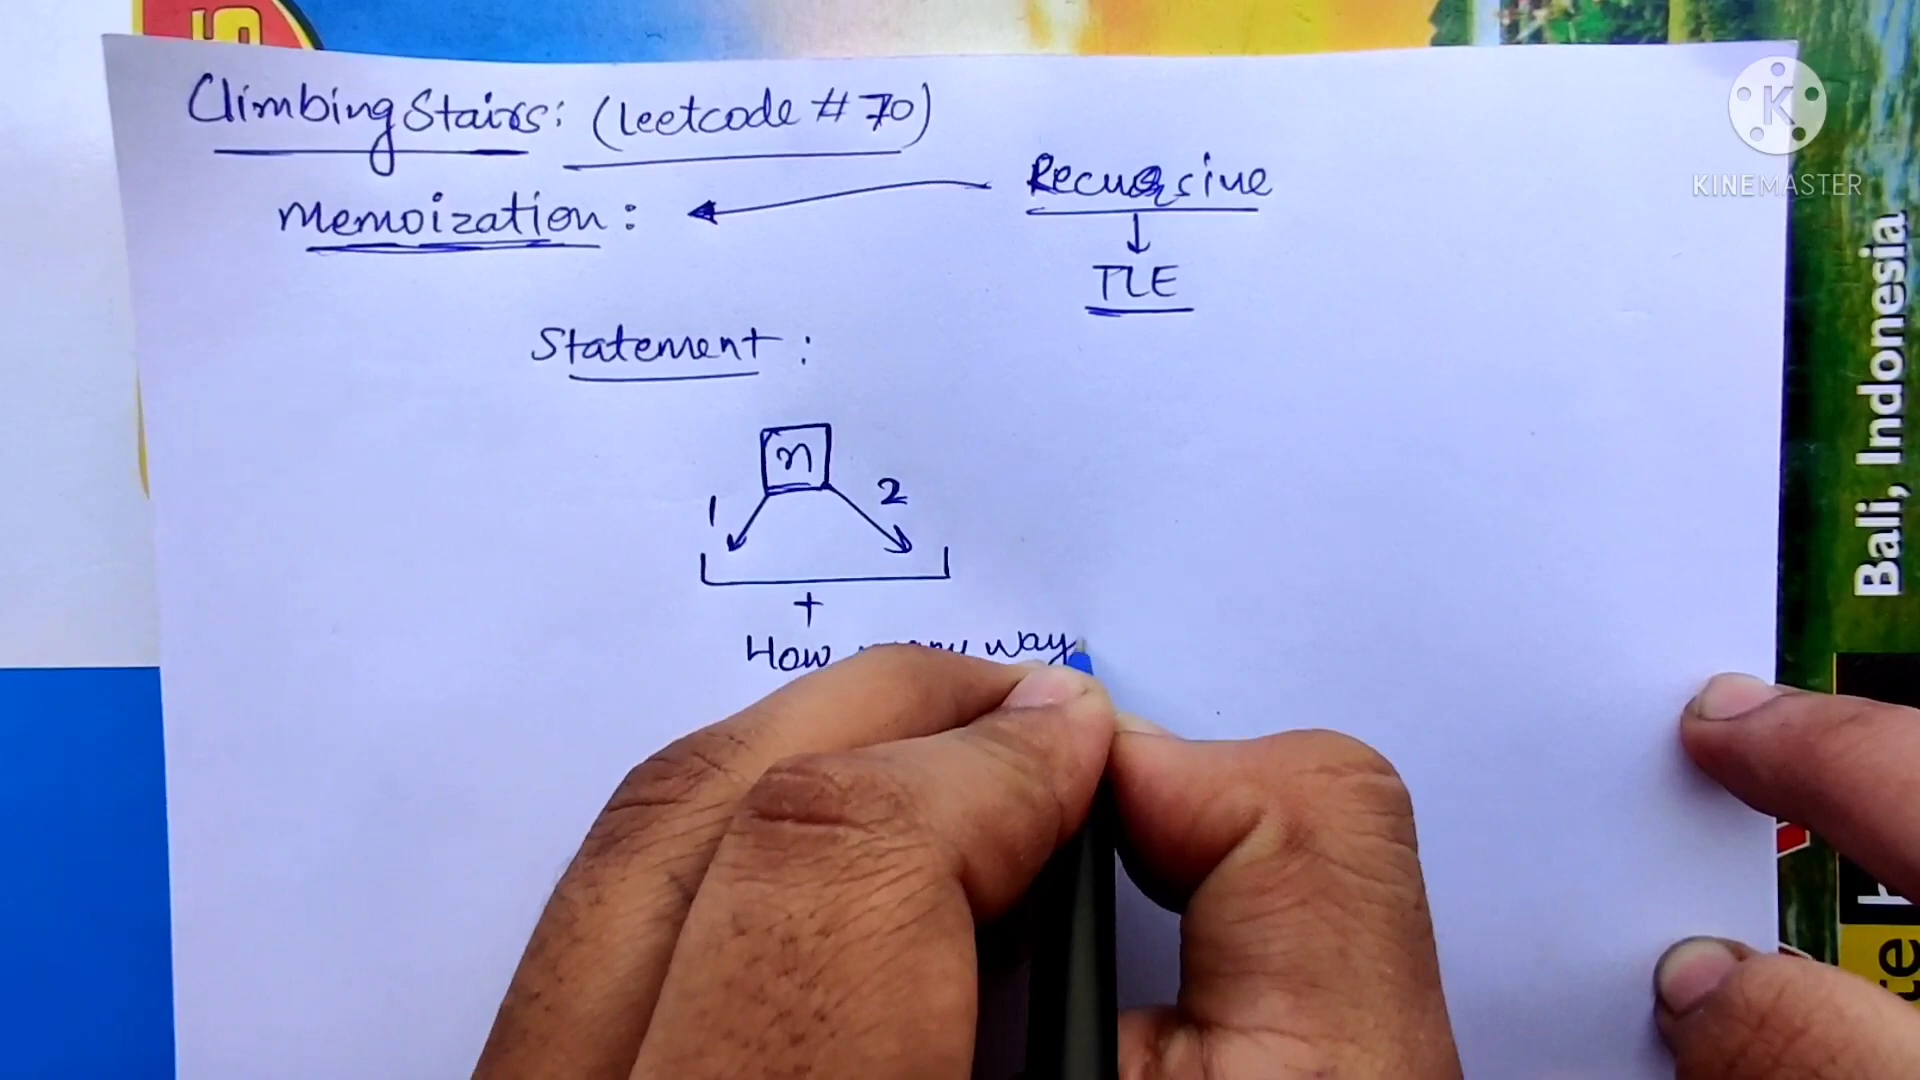 Climbing Stairs: (leetcode # 70)
Recursive
Memoization:
TLE
Statement:
n
1 2
+
How way
K
KINEMASTER
Bali, Indonesia